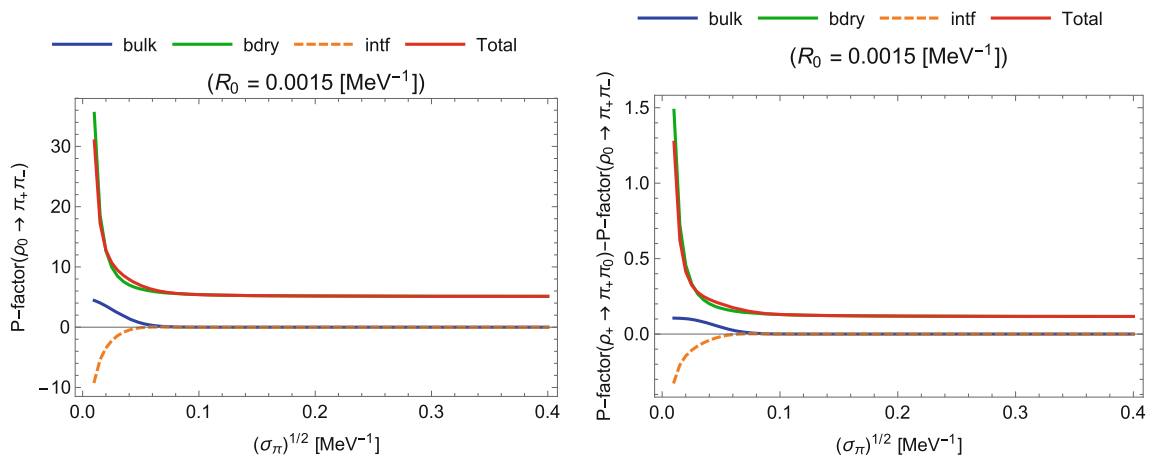 bulk bdry intf Total
(R₀ = 0.0015 [MeV⁻¹])
P−factor(ρ₀ → π₊π₋)
30
20
10
0
−10
0.0 0.1 0.2 0.3 0.4
(σπ)^1/2 [MeV⁻¹]
bulk bdry intf Total
(R₀ = 0.0015 [MeV⁻¹])
P−factor(ρ₊ → π₊π₀)−P−factor(ρ₀ → π₊π₋)
1.5
1.0
0.5
0.0
0.0 0.1 0.2 0.3 0.4
(σπ)^1/2 [MeV⁻¹]